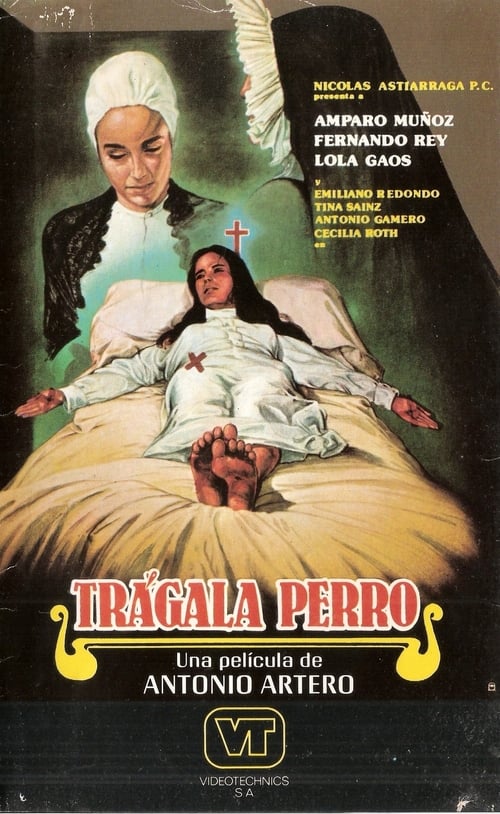 NICOLAS ASTIARRAGA P.C.
presenta a
AMPARO MUÑOZ
FERNANDO REY
LOLA GAOS
y
EMILIANO REDONDO
TINA SAINZ
ANTONIO GAMERO
CECILIA ROTH
en
TRÁGALA PERRO
Una película de
ANTONIO ARTERO
VT
VIDEOTECHNICS
S A